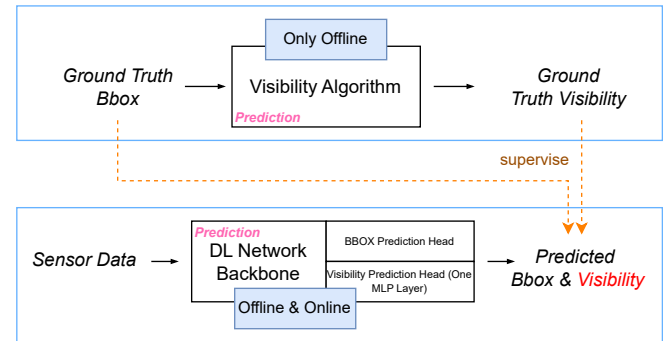 Only Offline
Ground Truth
Bbox
Visibility Algorithm
Prediction
Ground
Truth Visibility
supervise
Sensor Data
Prediction
DL Network
Backbone
BBOX Prediction Head
Visibility Prediction Head (One
MLP Layer)
Offline & Online
Predicted
Bbox & Visibility